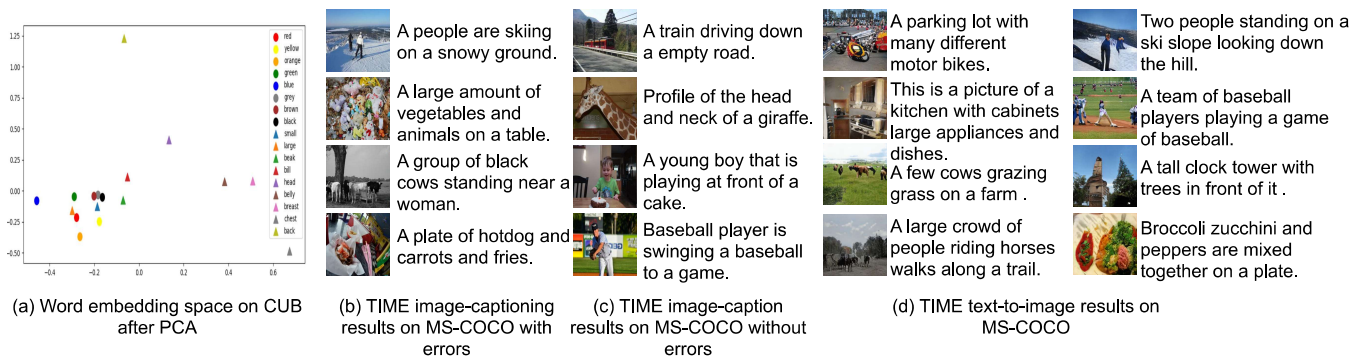 1.25
1.00
0.75
0.50
0.25
0.00
−0.25
−0.50
−0.4
−0.2
0.0
0.2
0.4
0.6
red
yellow
orange
green
blue
grey
brown
black
small
large
beak
bill
head
belly
breast
chest
back
(a) Word embedding space on CUB
after PCA
A people are skiing
on a snowy ground.
A large amount of
vegetables and
animals on a table.
A group of black
cows standing near a
woman.
A plate of hotdog and
carrots and fries.
(b) TIME image-captioning
results on MS-COCO with
errors
A train driving down
a empty road.
Profile of the head
and neck of a giraffe.
A young boy that is
playing at front of a
cake.
Baseball player is
swinging a baseball
to a game.
(c) TIME image-caption
results on MS-COCO without
errors
A parking lot with
many different
motor bikes.
This is a picture of a
kitchen with cabinets
large appliances and
dishes.
A few cows grazing
grass on a farm .
A large crowd of
people riding horses
walks along a trail.
Two people standing on a
ski slope looking down
the hill.
A team of baseball
players playing a game
of baseball.
A tall clock tower with
trees in front of it .
Broccoli zucchini and
peppers are mixed
together on a plate.
(d) TIME text-to-image results on
MS-COCO